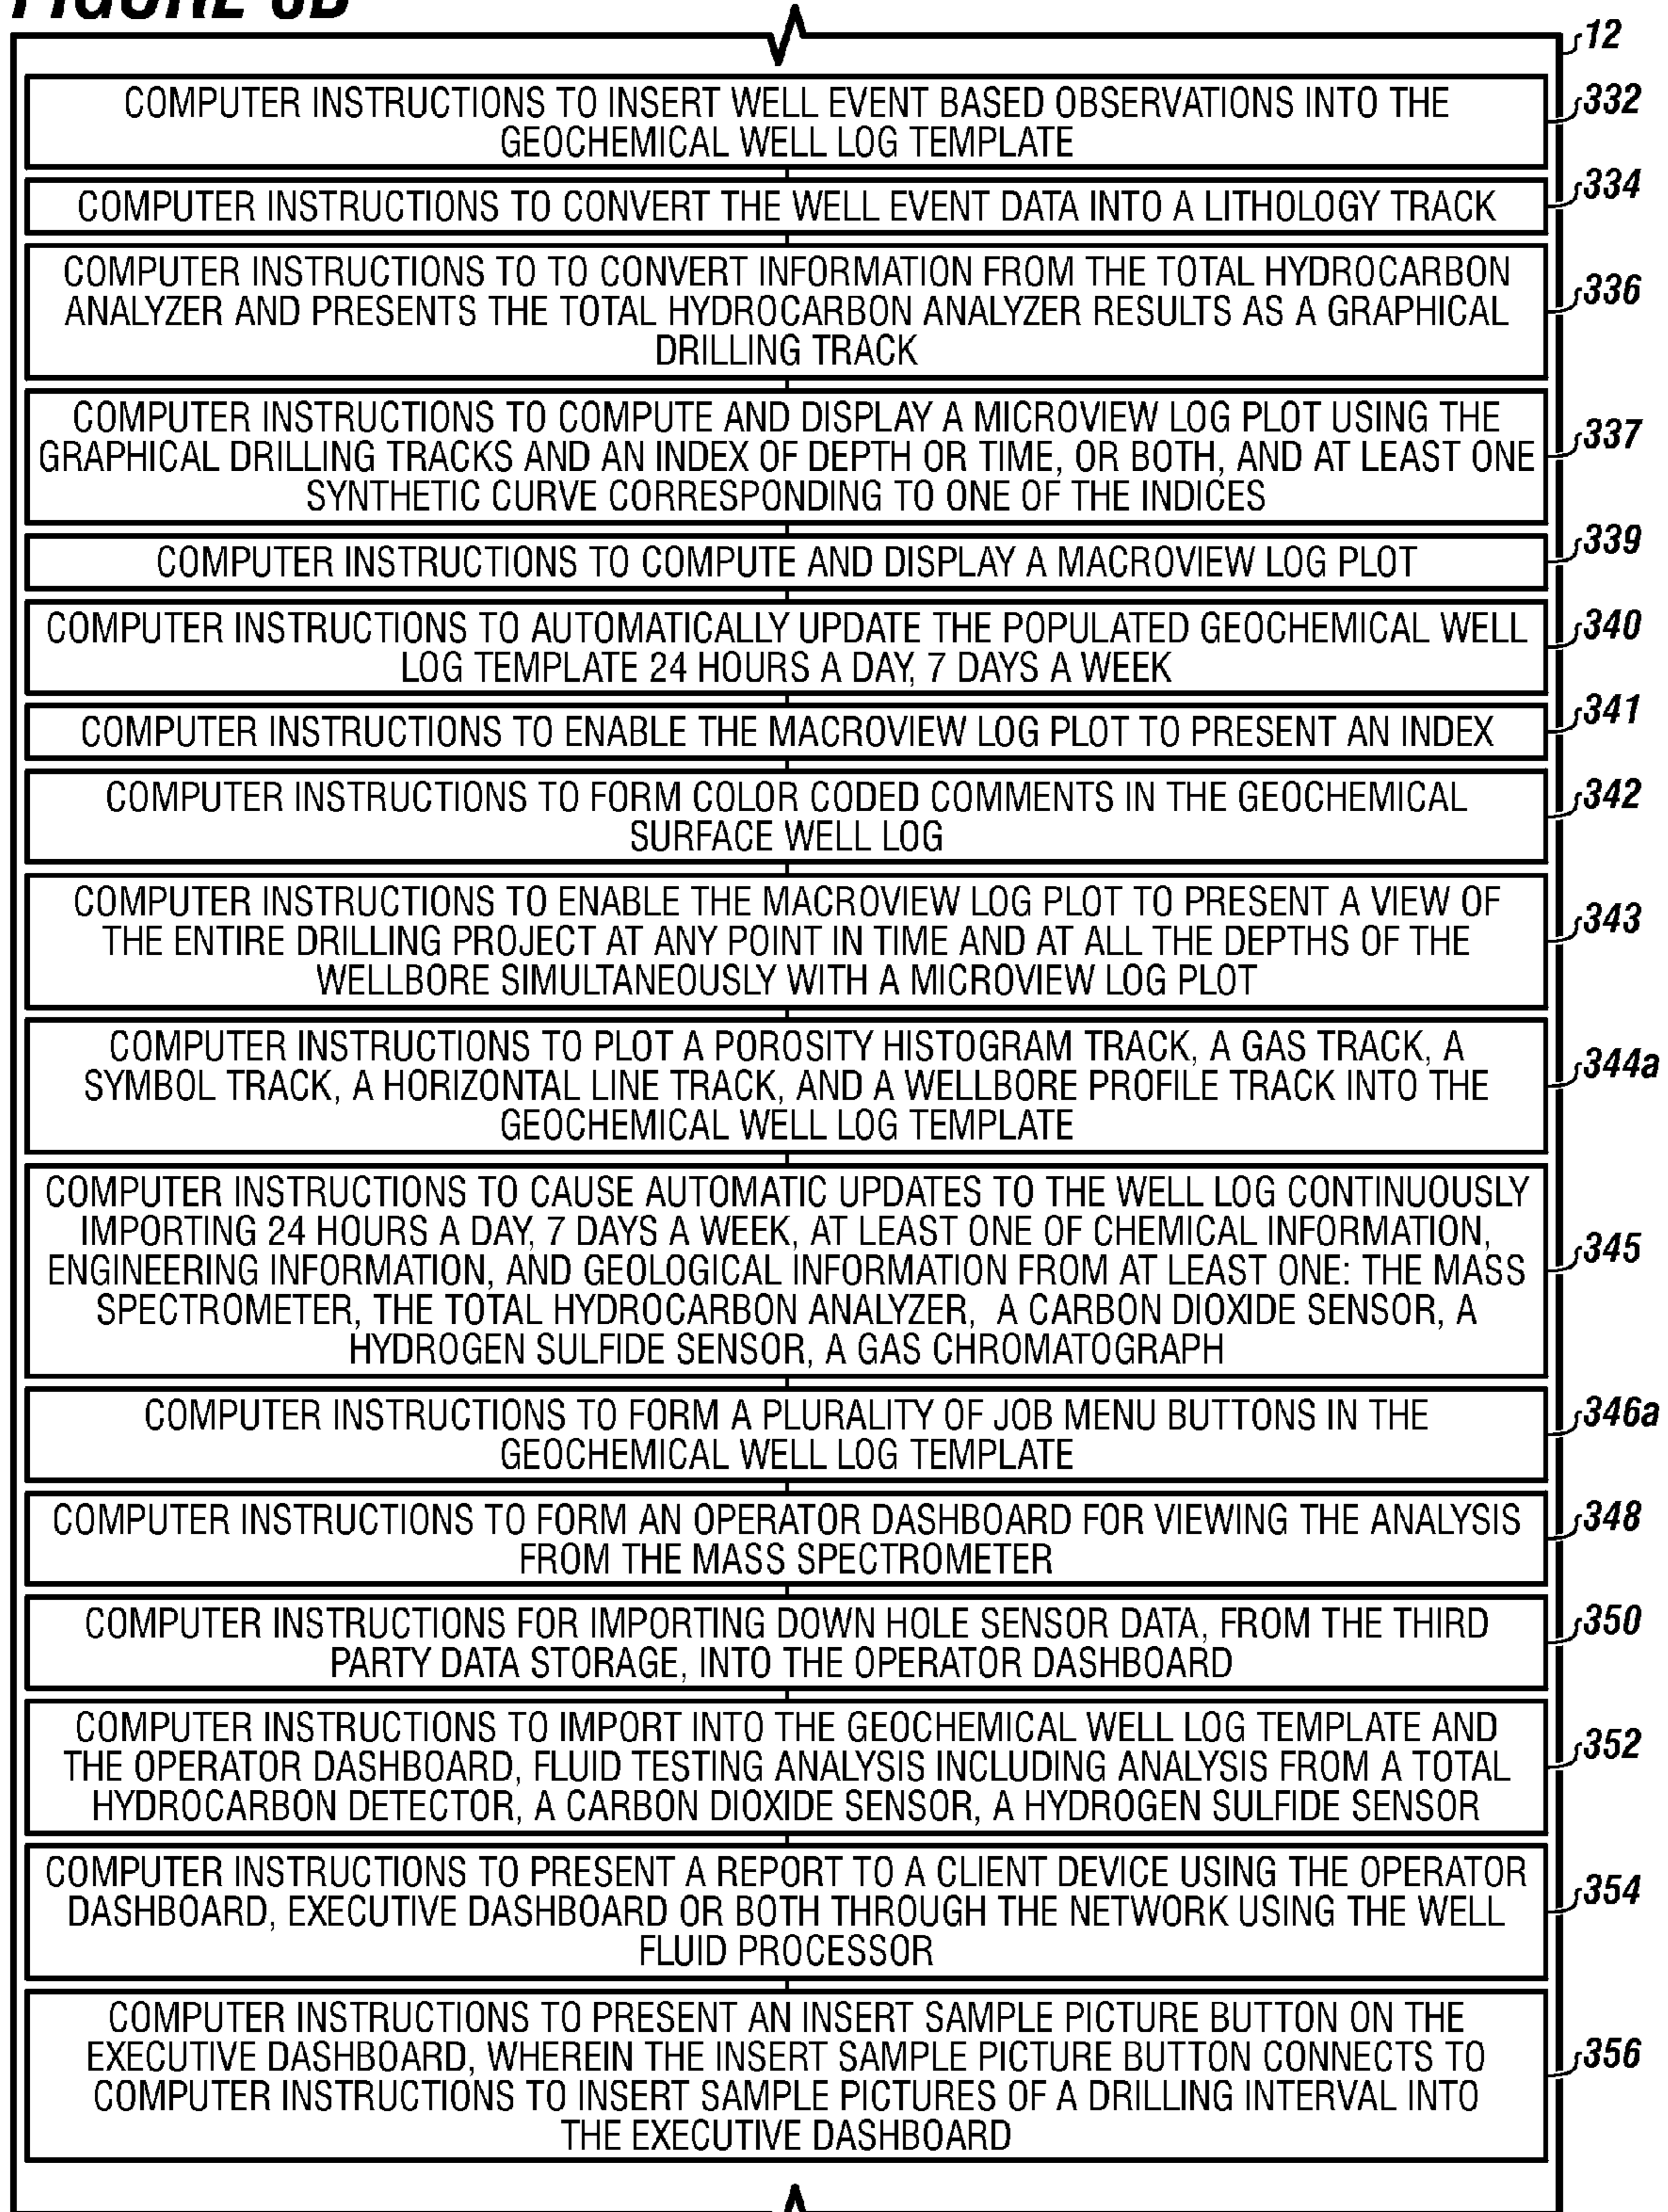 FIGURE
12
COMPUTER INSTRUCTIONS TO INSERT WELL EVENT BASED OBSERVATIONS INTO THE
GEOCHEMICAL WELL LOG TEMPLATE
332
COMPUTER INSTRUCTIONS TO CONVERT THE WELL EVENT DATA INTO A LITHOLOGY TRACK
334
COMPUTER INSTRUCTIONS TO TO CONVERT INFORMATION FROM THE TOTAL HYDROCARBON
ANALYZER AND PRESENTS THE TOTAL HYDROCARBON ANALYZER RESULTS AS A GRAPHICAL
DRILLING TRACK
336
COMPUTER INSTRUCTIONS TO COMPUTE AND DISPLAY A MICROVIEW LOG PLOT USING THE
GRAPHICAL DRILLING TRACKS AND AN INDEX OF DEPTH OR TIME, OR BOTH, AND AT LEAST ONE
SYNTHETIC CURVE CORRESPONDING TO ONE OF THE INDICES
337
COMPUTER INSTRUCTIONS TO COMPUTE AND DISPLAY A MACROVIEW LOG PLOT
339
COMPUTER INSTRUCTIONS TO AUTOMATICALLY UPDATE THE POPULATED GEOCHEMICAL WELL
LOG TEMPLATE 24 HOURS A DAY, 7 DAYS A WEEK
340
COMPUTER INSTRUCTIONS TO ENABLE THE MACROVIEW LOG PLOT TO PRESENT AN INDEX
341
COMPUTER INSTRUCTIONS TO FORM COLOR CODED COMMENTS IN THE GEOCHEMICAL
SURFACE WELL LOG
342
COMPUTER INSTRUCTIONS TO ENABLE THE MACROVIEW LOG PLOT TO PRESENT A VIEW OF
THE ENTIRE DRILLING PROJECT AT ANY POINT IN TIME AND AT ALL THE DEPTHS OF THE
WELLBORE SIMULTANEOUSLY WITH A MICROVIEW LOG PLOT
343
COMPUTER INSTRUCTIONS TO PLOT A POROSITY HISTOGRAM TRACK, A GAS TRACK, A
SYMBOL TRACK, A HORIZONTAL LINE TRACK, AND A WELLBORE PROFILE TRACK INTO THE
GEOCHEMICAL WELL LOG TEMPLATE
344a
COMPUTER INSTRUCTIONS TO CAUSE AUTOMATIC UPDATES TO THE WELL LOG CONTINUOUSLY
IMPORTING 24 HOURS A DAY, 7 DAYS A WEEK, AT LEAST ONE OF CHEMICAL INFORMATION,
ENGINEERING INFORMATION, AND GEOLOGICAL INFORMATION FROM AT LEAST ONE: THE MASS
SPECTROMETER, THE TOTAL HYDROCARBON ANALYZER, A CARBON DIOXIDE SENSOR, A
HYDROGEN SULFIDE SENSOR, A GAS CHROMATOGRAPH
345
COMPUTER INSTRUCTIONS TO FORM A PLURALITY OF JOB MENU BUTTONS IN THE
GEOCHEMICAL WELL LOG TEMPLATE
346a
COMPUTER INSTRUCTIONS TO FORM AN OPERATOR DASHBOARD FOR VIEWING THE ANALYSIS
FROM THE MASS SPECTROMETER
348
COMPUTER INSTRUCTIONS FOR IMPORTING DOWN HOLE SENSOR DATA, FROM THE THIRD
PARTY DATA STORAGE, INTO THE OPERATOR DASHBOARD
350
COMPUTER INSTRUCTIONS TO IMPORT INTO THE GEOCHEMICAL WELL LOG TEMPLATE AND
THE OPERATOR DASHBOARD, FLUID TESTING ANALYSIS INCLUDING ANALYSIS FROM A TOTAL
HYDROCARBON DETECTOR, A CARBON DIOXIDE SENSOR, A HYDROGEN SULFIDE SENSOR
352
COMPUTER INSTRUCTIONS TO PRESENT A REPORT TO A CLIENT DEVICE USING THE OPERATOR
DASHBOARD, EXECUTIVE DASHBOARD OR BOTH THROUGH THE NETWORK USING THE WELL
FLUID PROCESSOR
354
COMPUTER INSTRUCTIONS TO PRESENT AN INSERT SAMPLE PICTURE BUTTON ON THE
EXECUTIVE DASHBOARD, WHEREIN THE INSERT SAMPLE PICTURE BUTTON CONNECTS TO
COMPUTER INSTRUCTIONS TO INSERT SAMPLE PICTURES OF A DRILLING INTERVAL INTO
THE EXECUTIVE DASHBOARD
356